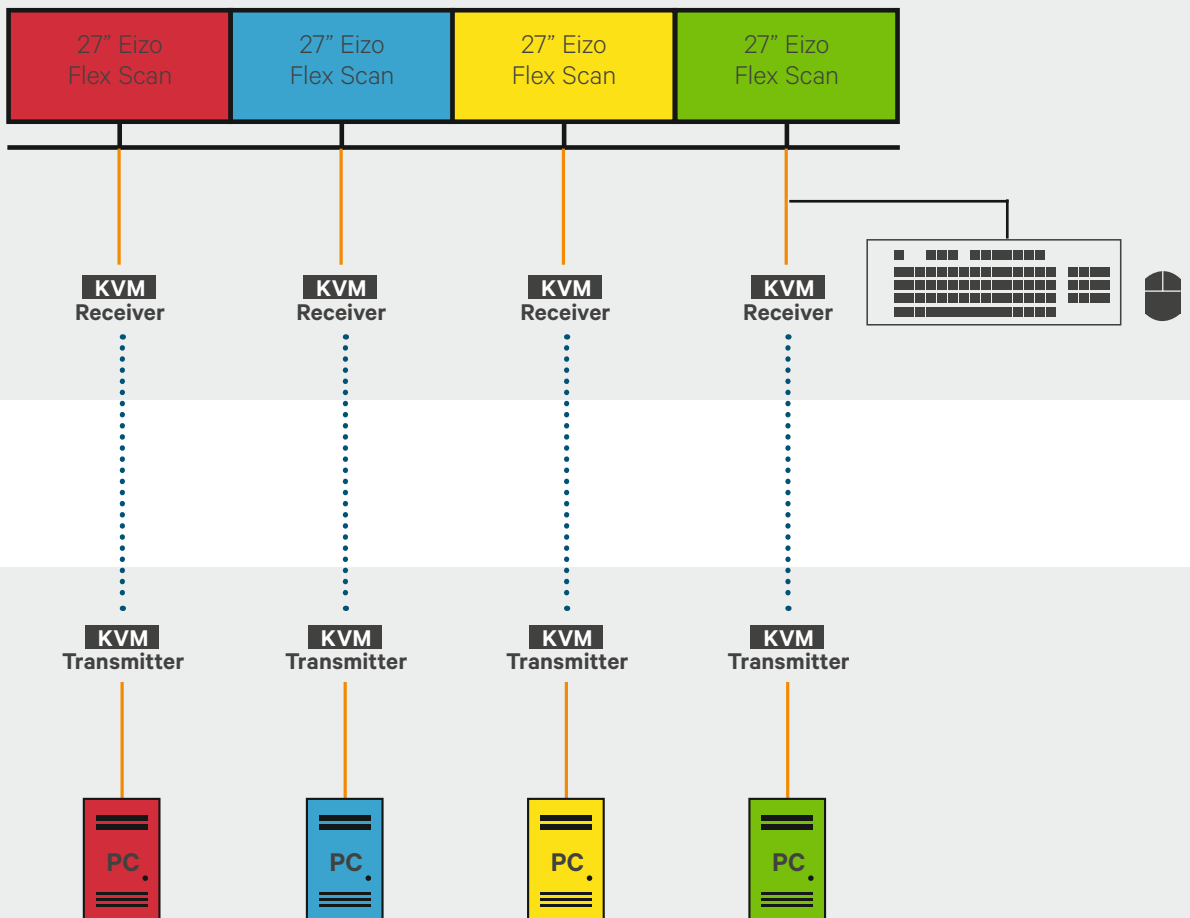 27” Eizo
Flex Scan
27” Eizo
Flex Scan
27” Eizo
Flex Scan
27” Eizo
Flex Scan
KVM
Receiver
KVM
Receiver
KVM
Receiver
KVM
Receiver
KVM
Transmitter
KVM
Transmitter
KVM
Transmitter
KVM
Transmitter
PC
PC
PC
PC